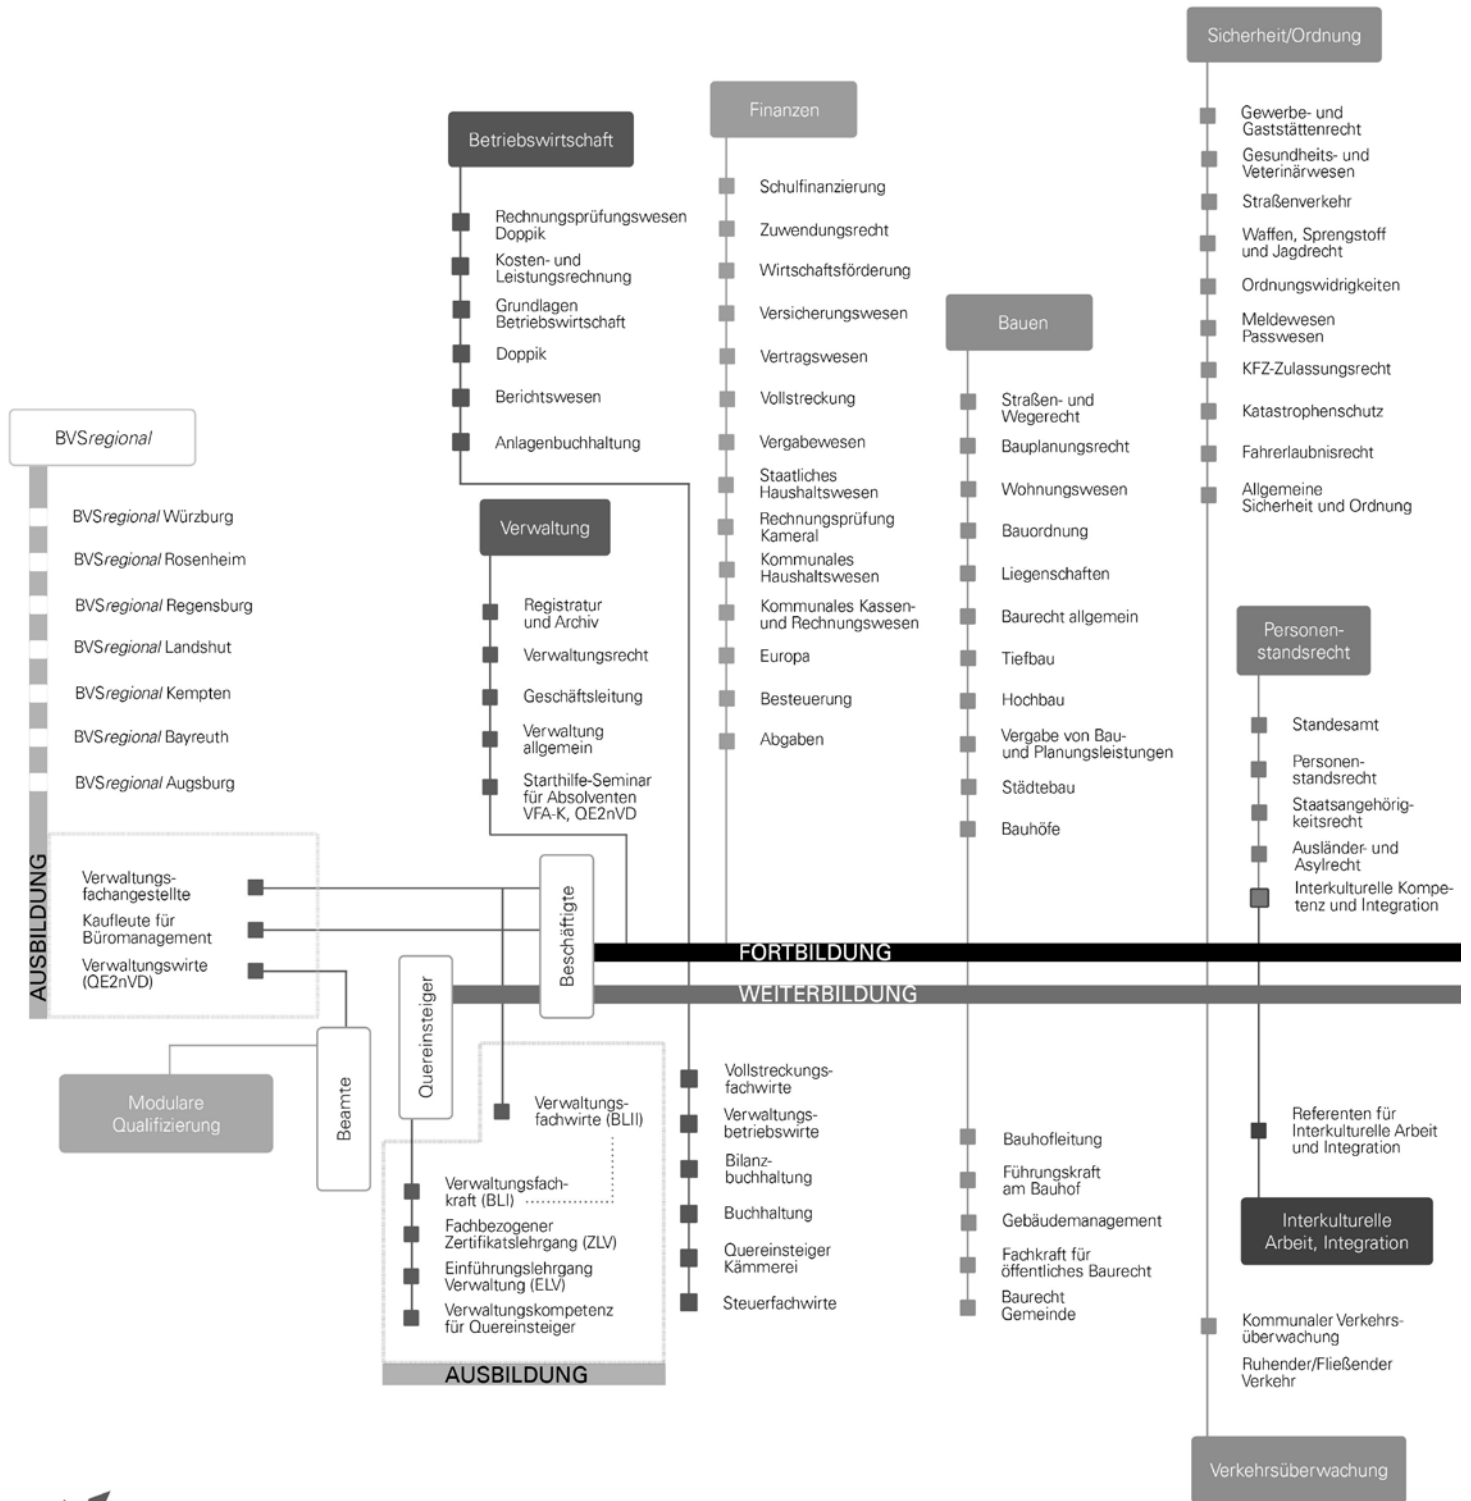 Sicherheit/Ordnung
Gewerbe- und
Gaststättenrecht
Gesundheits- und
Veterinärwesen
Straßenverkehr
Waffen, Sprengstoff
und Jagdrecht
Ordnungswidrigkeiten
Meldewesen
Passwesen
KFZ-Zulassungsrecht
Katastrophenschutz
Fahrerlaubnisrecht
Allgemeine
Sicherheit und Ordnung
Finanzen
Schulfinanzierung
Zuwendungsrecht
Wirtschaftsförderung
Versicherungswesen
Vertragswesen
Vollstreckung
Vergabewesen
Staatliches
Haushaltswesen
Rechnungsprüfung
Kameral
Kommunales
Haushaltswesen
Kommunales Kassen-
und Rechnungswesen
Europa
Besteuerung
Abgaben
Betriebswirtschaft
Rechnungsprüfungswesen
Doppik
Kosten- und
Leistungsrechnung
Grundlagen
Betriebswirtschaft
Doppik
Berichtswesen
Anlagenbuchhaltung
Bauen
Straßen- und
Wegerecht
Bauplanungsrecht
Wohnungswesen
Bauordnung
Liegenschaften
Baurecht allgemein
Tiefbau
Hochbau
Vergabe von Bau-
und Planungsleistungen
Städtebau
Bauhöfe
BVSregional
BVSregional Würzburg
BVSregional Rosenheim
BVSregional Regensburg
BVSregional Landshut
BVSregional Kempten
BVSregional Bayreuth
BVSregional Augsburg
Verwaltung
Registratur
und Archiv
Verwaltungsrecht
Geschäftsleitung
Verwaltung
allgemein
Starthilfe-Seminar
für Absolventen
VFA-K, QE2nVD
Personen-
standsrecht
Standesamt
Personen-
standsrecht
Staatsangehörig-
keitsrecht
Ausländer- und
Asylrecht
Interkulturelle Kompe-
tenz und Integration
AUSBILDUNG
Verwaltungs-
fachangestellte
Kaufleute für
Büromanagement
Verwaltungswirte
(QE2nVD)
Beschäftigte
Quereinsteiger
Beamte
FORTBILDUNG
WEITERBILDUNG
Modulare
Qualifizierung
Verwaltungs-
fachwirte (BLII)
Verwaltungsfach-
kraft (BLI)
Fachbezogener
Zertifikatslehrgang (ZLV)
Einführungslehrgang
Verwaltung (ELV)
Verwaltungskompetenz
für Quereinsteiger
AUSBILDUNG
Vollstreckungs-
fachwirte
Verwaltungs-
betriebswirte
Bilanz-
buchhaltung
Buchhaltung
Quereinsteiger
Kämmerei
Steuerfachwirte
Bauhofleitung
Führungskraft
am Bauhof
Gebäudemanagement
Fachkraft für
öffentliches Baurecht
Baurecht
Gemeinde
Referenten für
Interkulturelle Arbeit
und Integration
Interkulturelle
Arbeit, Integration
Kommunaler Verkehrs-
überwachung
Ruhender/Fließender
Verkehr
Verkehrsüberwachung